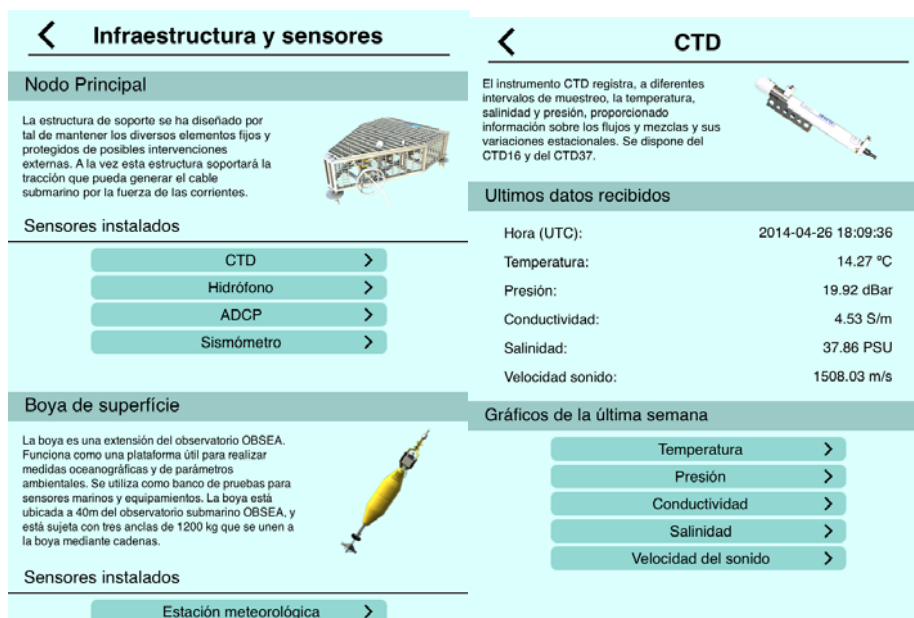 Infraestructura y sensores
Nodo Principal
La estructura de soporte se ha diseñado por
tal de mantener los diversos elementos fijos y
protegidos de posibles intervenciones
externas. A la vez esta estructura soportará la
tracción que pueda generar el cable
submarino por la fuerza de las corrientes.
Sensores instalados
CTD
Hidrófono
ADCP
Sismómetro
Boya de superfície
La boya es una extensión del observatorio OBSEA.
Funciona como una plataforma útil para realizar
medidas oceanográficas y de parámetros
ambientales. Se utiliza como banco de pruebas para
sensores marinos y equipamientos. La boya está
ubicada a 40m del observatorio submarino OBSEA, y
está sujeta con tres anclas de 1200 kg que se unen a
la boya mediante cadenas.
Sensores instalados
Estación meteorológica
CTD
El instrumento CTD registra, a diferentes
intervalos de muestreo, la temperatura,
salinidad y presión, proporcionado
información sobre los flujos y mezclas y sus
variaciones estacionales. Se dispone del
CTD16 y del CTD37.
Ultimos datos recibidos
Hora (UTC): 2014-04-26 18:09:36
Temperatura: 14.27 ºC
Presión: 19.92 dBar
Conductividad: 4.53 S/m
Salinidad: 37.86 PSU
Velocidad sonido: 1508.03 m/s
Gráficos de la última semana
Temperatura
Presión
Conductividad
Salinidad
Velocidad del sonido